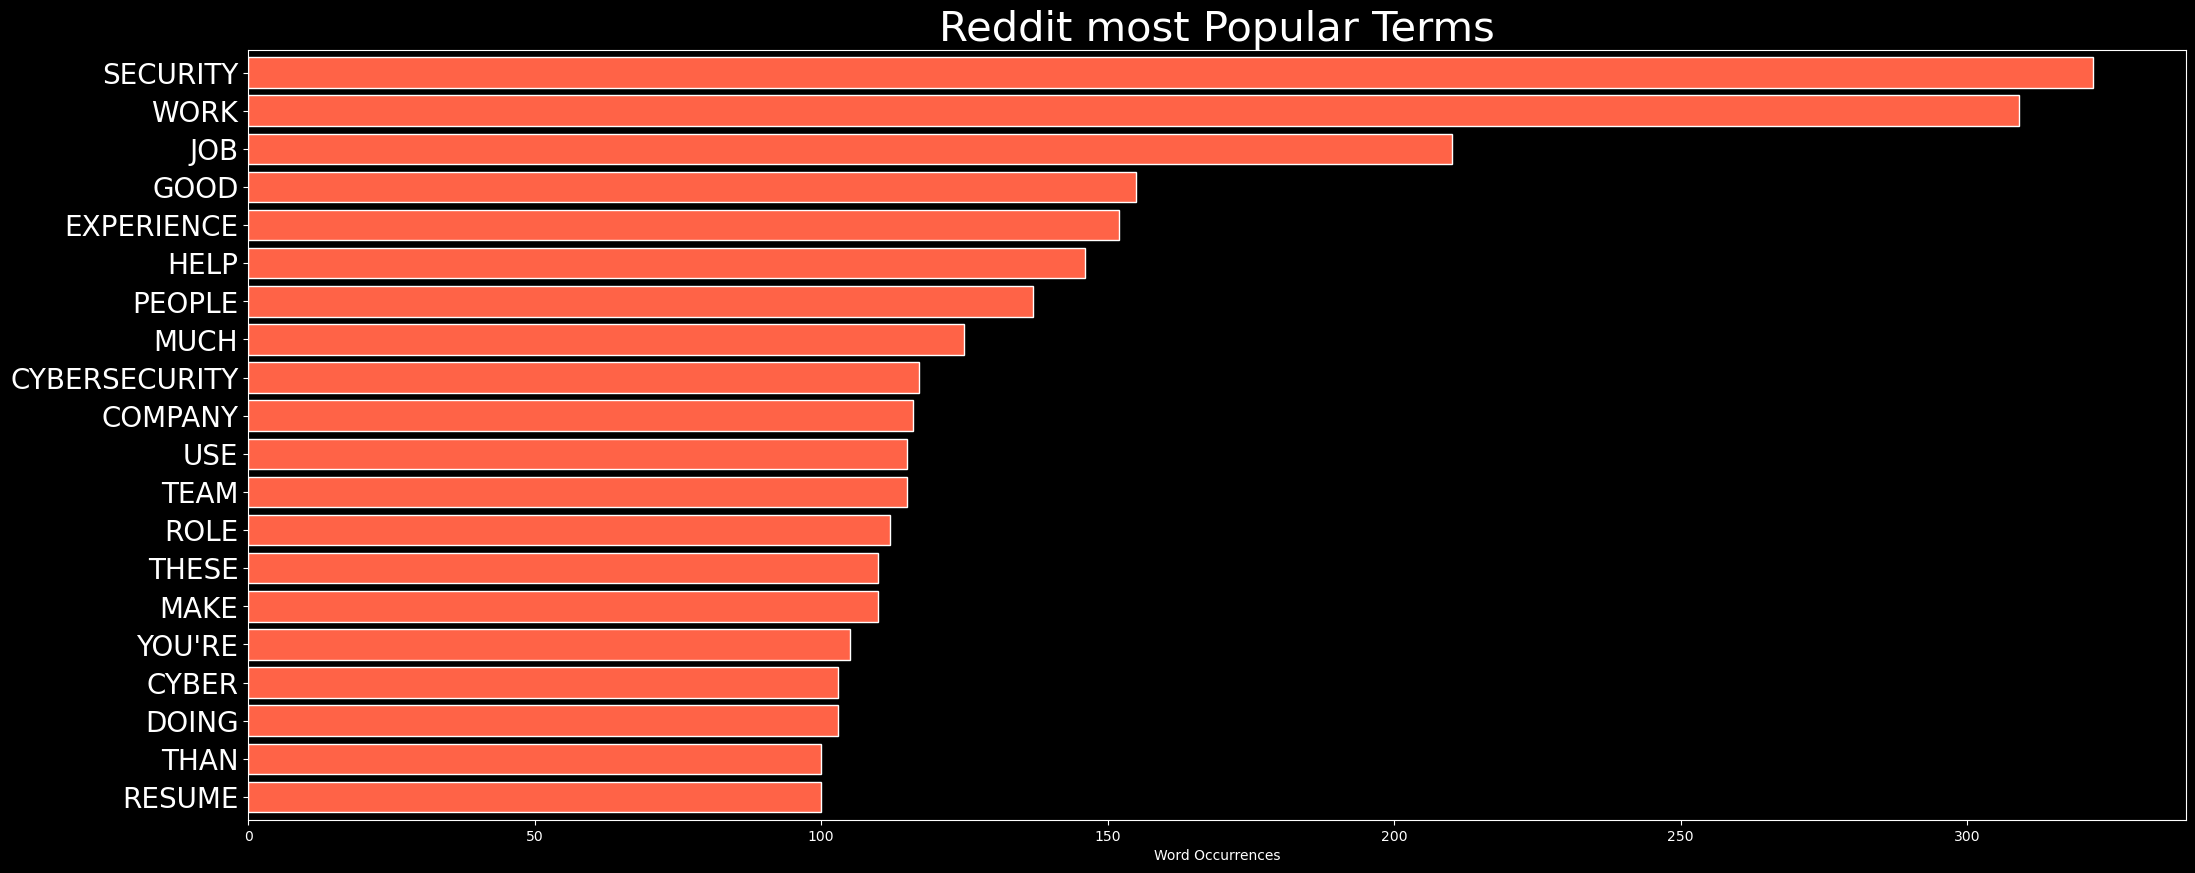 Reddit most Popular Terms
SECURITY
WORK
JOB
GOOD
EXPERIENCE
HELP
PEOPLE
MUCH
CYBERSECURITY
COMPANY
USE
TEAM
ROLE
THESE
MAKE
YOU'RE
CYBER
DOING
THAN
RESUME
0 50 100 150 200 250 300
Word Occurrences